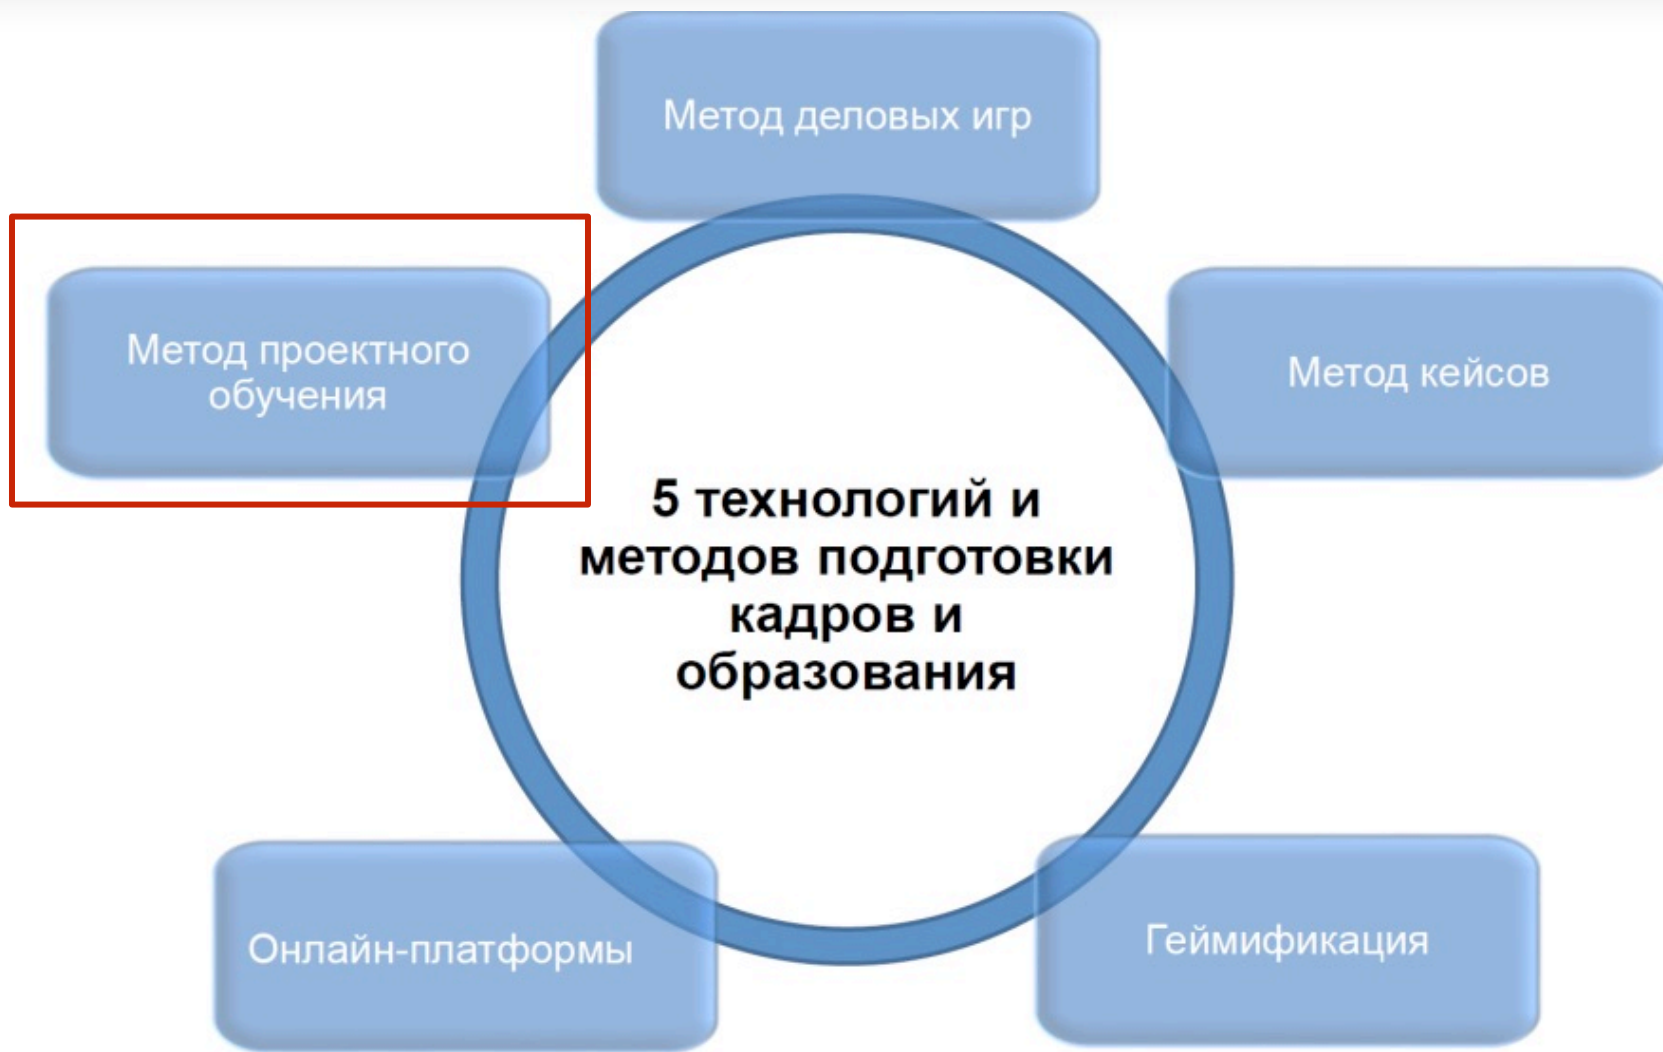 Метод деловых игр
Метод проектного
обучения
Метод кейсов
5 технологий и
методов подготовки
кадров и
образования
Онлайн-платформы
Геймификация